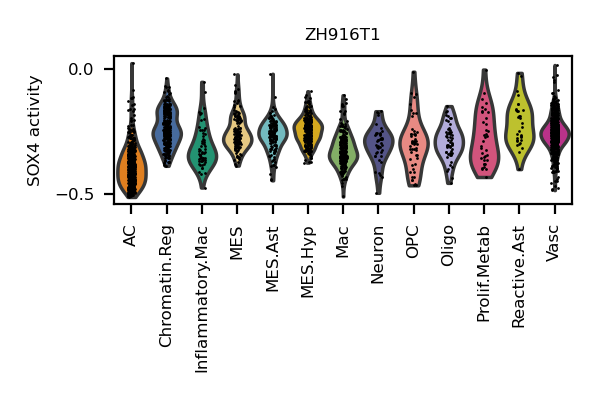 ZH916T1
SOX4 activity
0.0
−0.5
AC
Chromatin.Reg
Inflammatory.Mac
MES
MES.Ast
MES.Hyp
Mac
Neuron
OPC
Oligo
Prolif.Metab
Reactive.Ast
Vasc